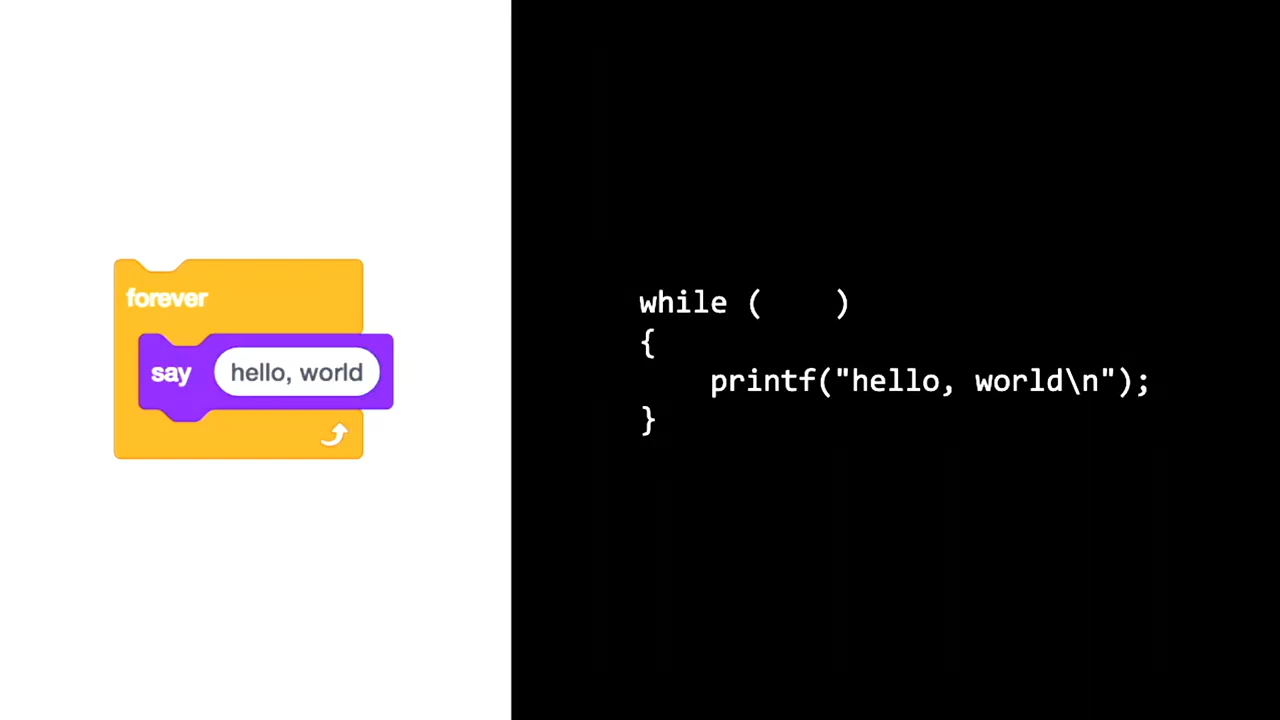 forever
say hello, world
while (    )
{
    printf("hello, world\n");
}